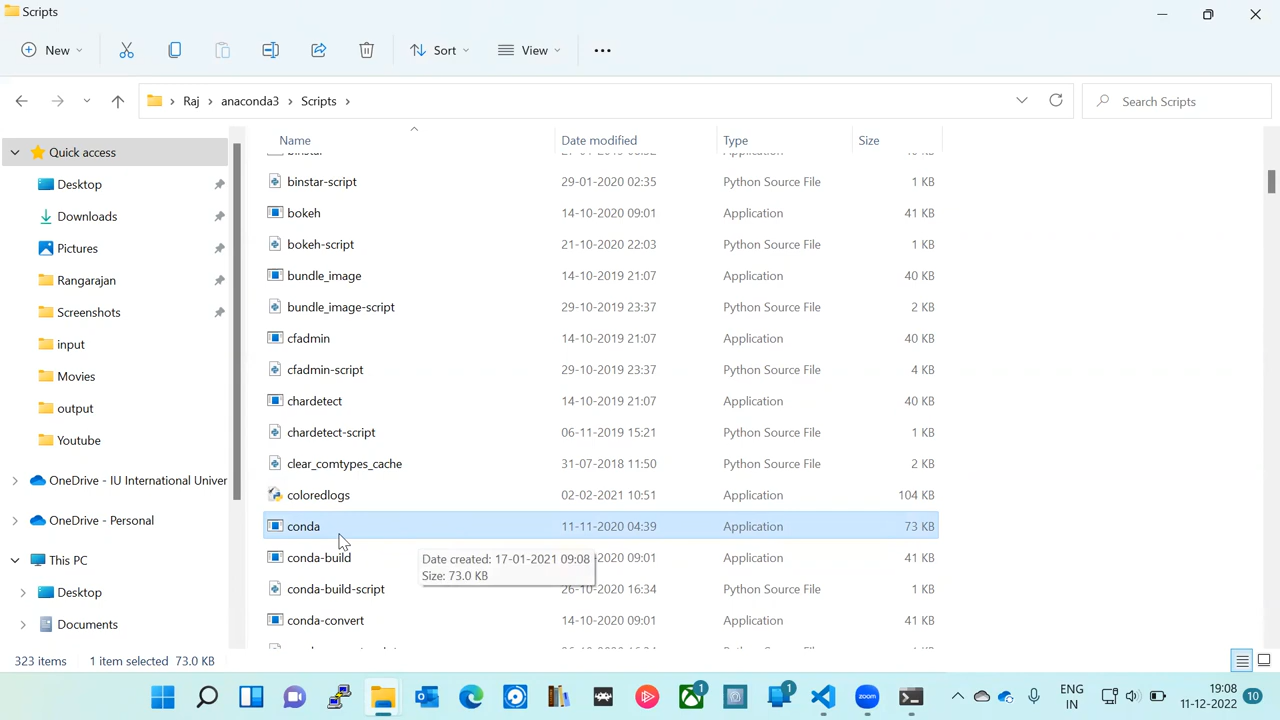 Scripts
New
Sort
View
Raj > anaconda3 > Scripts >
Search Scripts
Name Date modified Type Size
Quick access
Desktop
Downloads
Pictures
Rangarajan
Screenshots
input
Movies
output
Youtube
OneDrive - IU International Univer
OneDrive - Personal
This PC
Desktop
Documents
binstar-script 29-01-2020 02:35 Python Source File 1 KB
bokeh 14-10-2020 09:01 Application 41 KB
bokeh-script 21-10-2020 22:03 Python Source File 1 KB
bundle_image 14-10-2019 21:07 Application 40 KB
bundle_image-script 29-10-2019 23:37 Python Source File 2 KB
cfadmin 14-10-2019 21:07 Application 40 KB
cfadmin-script 29-10-2019 23:37 Python Source File 4 KB
chardetect 14-10-2019 21:07 Application 40 KB
chardetect-script 06-11-2019 15:21 Python Source File 1 KB
clear_comtypes_cache 31-07-2018 11:50 Python Source File 2 KB
coloredlogs 02-02-2021 10:51 Application 104 KB
conda 11-11-2020 04:39 Application 73 KB
conda-build 2020 09:01 Application 41 KB
Date created: 17-01-2021 09:08
Size: 73.0 KB
conda-build-script 26-10-2020 16:34 Python Source File 1 KB
conda-convert 14-10-2020 09:01 Application 41 KB
323 items 1 item selected 73.0 KB
1
1
ENG
IN
19:08
11-12-2022
10